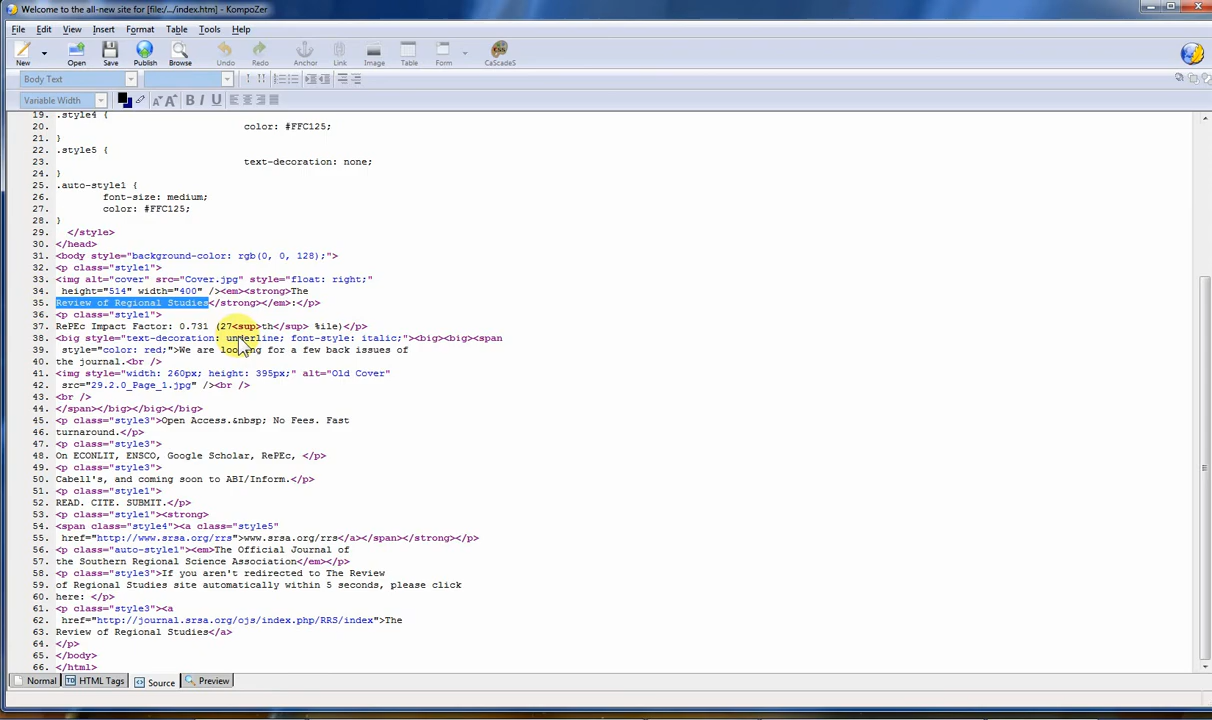 Welcome to the all-new site for [file:/.../index.htm] - KompoZer
File Edit View Insert Format Table Tools Help
New Open Save Publish Browse Undo Redo Anchor Link Image Table Form CaScadeS
Body Text
Variable Width
19. .style4 {
20. color: #FFC125;
21. }
22. .style5 {
23. text-decoration: none;
24. }
25. .auto-style1 {
26. font-size: medium;
27. color: #FFC125;
28. }
29. </style>
30. </head>
31. <body style="background-color: rgb(0, 0, 128);">
32. <p class="style1">
33. <img alt="cover" src="Cover.jpg" style="float: right;"
34. height="514" width="400" /><em><strong>The
35. Review of Regional Studies</strong></em>:</p>
36. <p class="style1">
37. RePEc Impact Factor: 0.731 (27<sup>th</sup> %ile)</p>
38. <big style="text-decoration: underline; font-style: italic;"><big><big><span
39. style="color: red;">We are looking for a few back issues of
40. the journal.<br />
41. <img style="width: 260px; height: 395px;" alt="Old Cover"
42. src="29.2.0_Page_1.jpg" /><br />
43. <br />
44. </span></big></big></big>
45. <p class="style3">Open Access.&nbsp; No Fees. Fast
46. turnaround.</p>
47. <p class="style3">
48. On ECONLIT, ENSCO, Google Scholar, RePEc, </p>
49. <p class="style3">
50. Cabell's, and coming soon to ABI/Inform.</p>
51. <p class="style1">
52. READ. CITE. SUBMIT.</p>
53. <p class="style1"><strong>
54. <span class="style4"><a class="style5"
55. href="http://www.srsa.org/rrs">www.srsa.org/rrs</a></span></strong></p>
56. <p class="auto-style1"><em>The Official Journal of
57. the Southern Regional Science Association</em></p>
58. <p class="style3">If you aren't redirected to The Review
59. of Regional Studies site automatically within 5 seconds, please click
60. here: </p>
61. <p class="style3"><a
62. href="http://journal.srsa.org/ojs/index.php/RRS/index">The
63. Review of Regional Studies</a>
64. </p>
65. </body>
66. </html>
Normal HTML Tags Source Preview